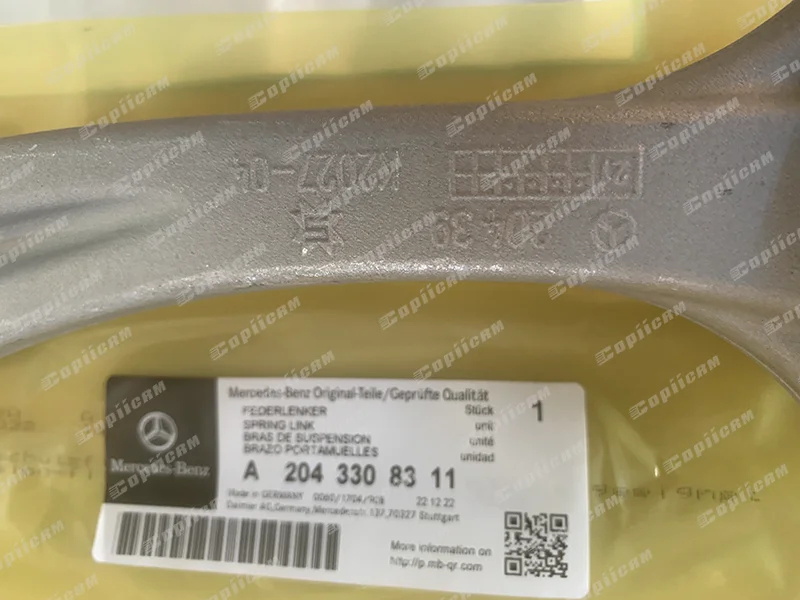 Copiicam
K2027-04
204 39
Mercedes-Benz
Mercedes-Benz Original-Teile/Geprüfte Qualität
FEDERLENKER
SPRING LINK
BRAS DE SUSPENSION
BRAZO PORTAMUELLES
Stück 1
unit
unité
unidad
A 204 330 83 11
Made in GERMANY
22.12.22
Daimler AG,Germany,Mercedesstr.137,70327 Stuttgart
More information on
http://p.mb-qr.com